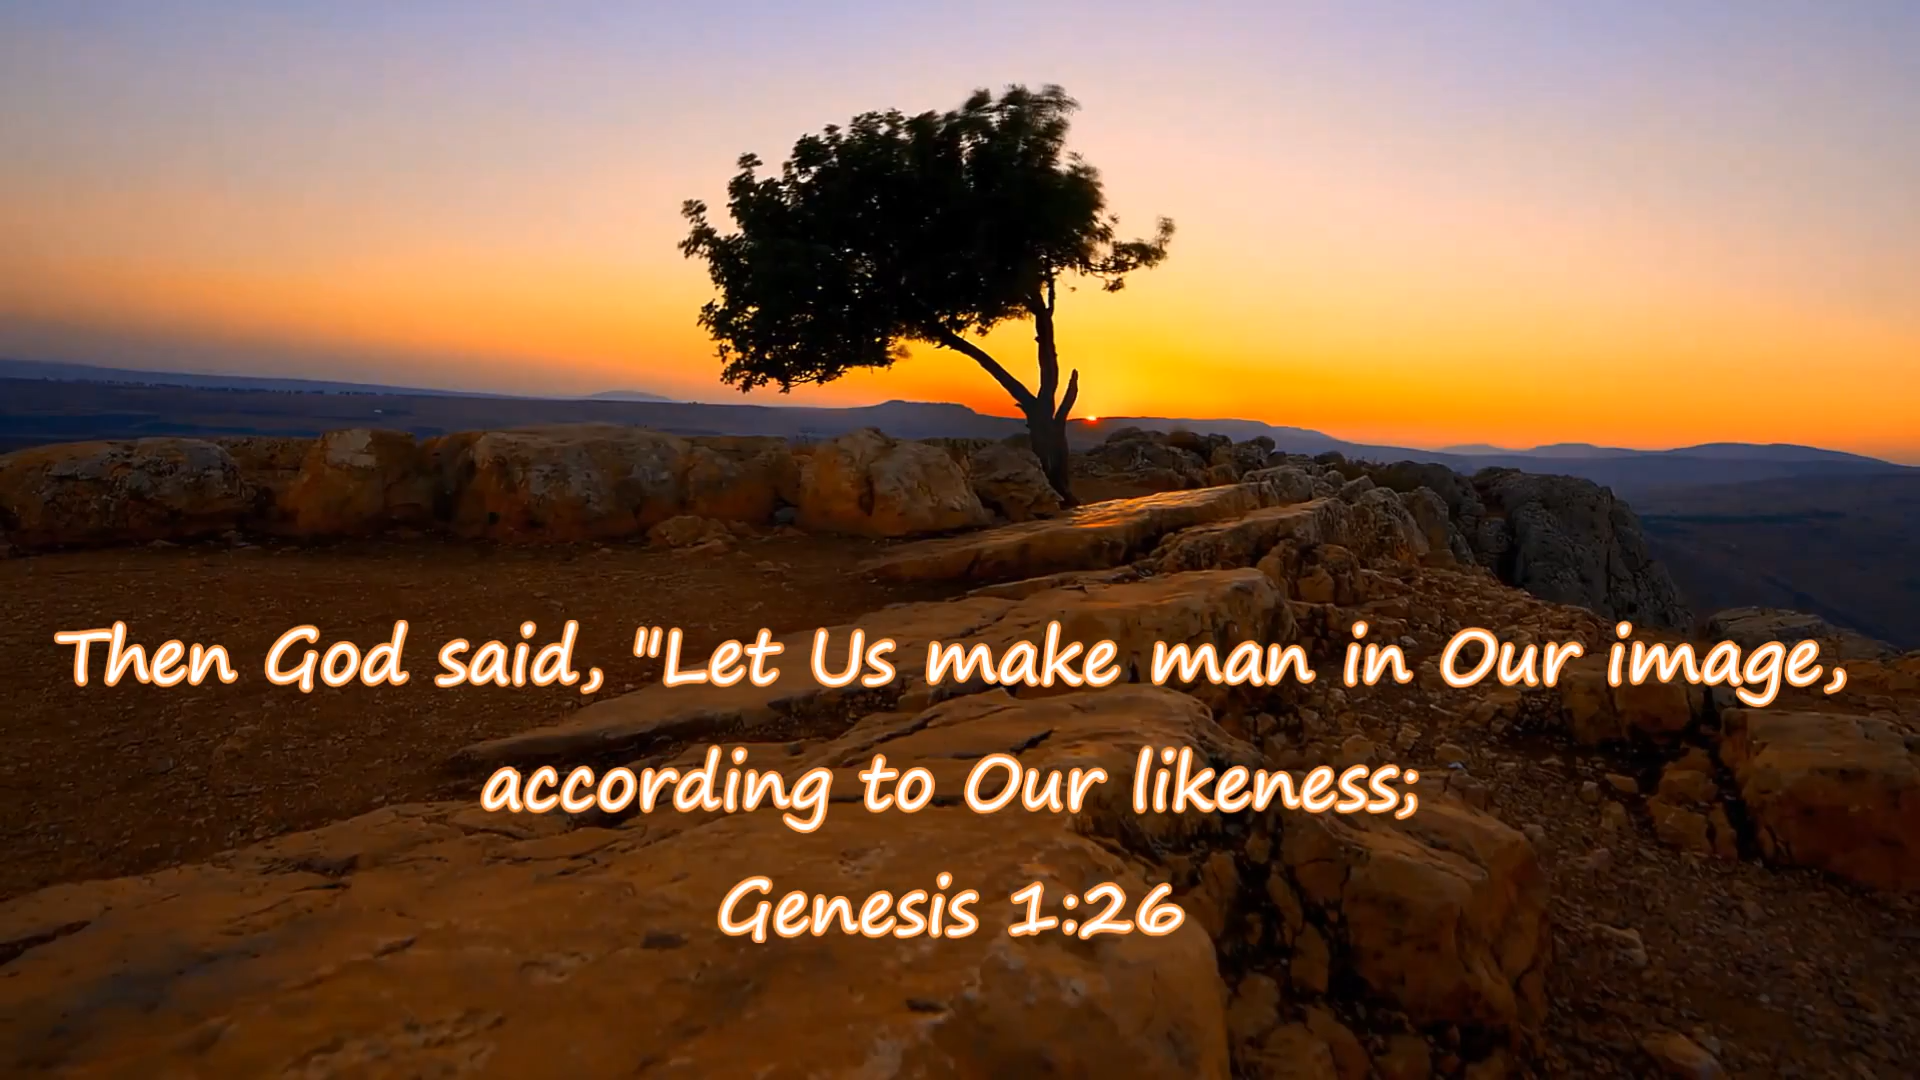 Then God said, "Let Us make man in Our image,
according to Our likeness;
Genesis 1:26